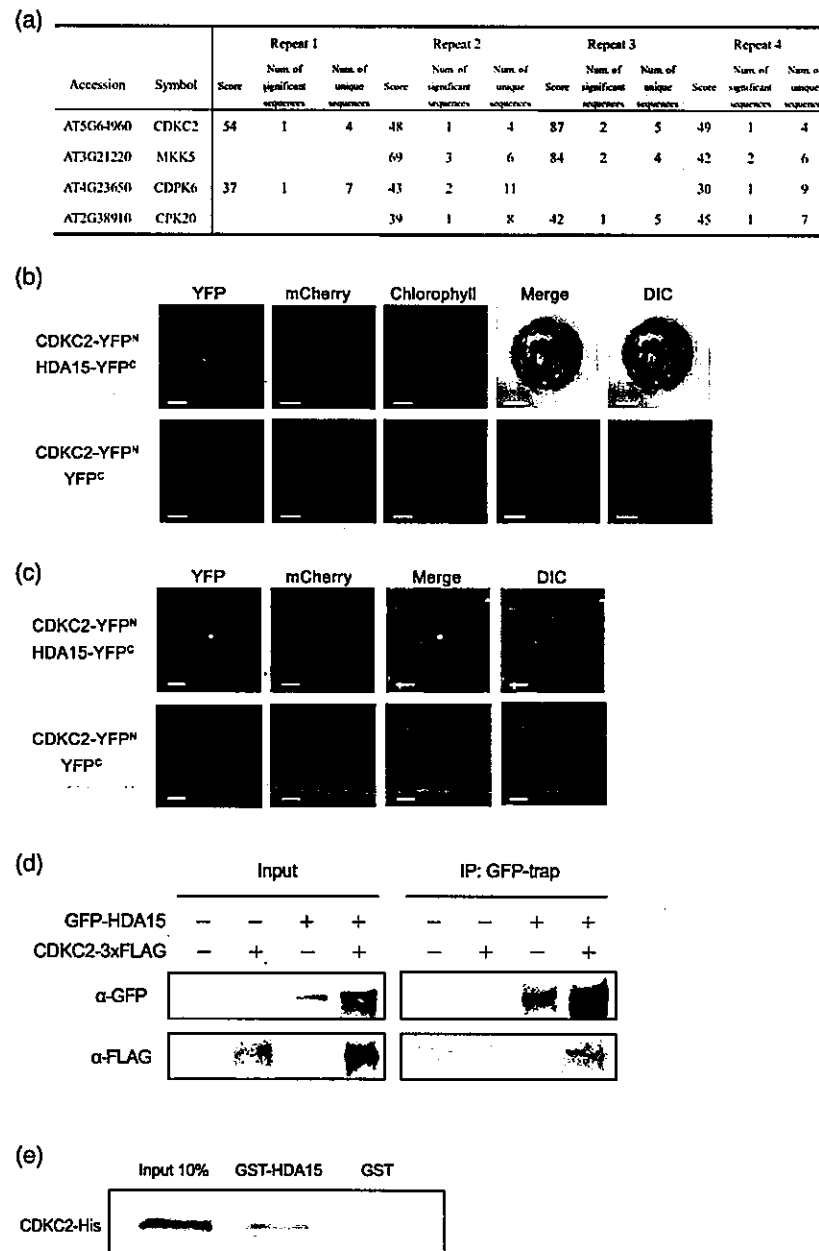 (a)
Repeat 1 Repeat 2 Repeat 3 Repeat 4
Accession Symbol Score Num. of significant sequences Num. of unique sequences Score Num. of significant sequences Num. of unique sequences Score Num. of significant sequences Num. of unique sequences Score Num. of significant sequences Num. of unique sequences
AT5G64960 CDKC2 54 1 4 48 1 4 87 2 5 49 1 4
AT3G21220 MKK5 69 3 6 84 2 4 42 2 6
AT4G23650 CDPK6 37 1 7 43 2 11 30 1 9
AT2G38910 CPK20 39 1 8 42 1 5 45 1 7
(b)
YFP mCherry Chlorophyll Merge DIC
CDKC2-YFPᴺ
HDA15-YFPᶜ
CDKC2-YFPᴺ
YFPᶜ
(c)
YFP mCherry Merge DIC
CDKC2-YFPᴺ
HDA15-YFPᶜ
CDKC2-YFPᴺ
YFPᶜ
(d)
Input IP: GFP-trap
GFP-HDA15 − − + + − − + +
CDKC2-3xFLAG − + − + − + − +
α-GFP
α-FLAG
(e)
Input 10% GST-HDA15 GST
CDKC2-His